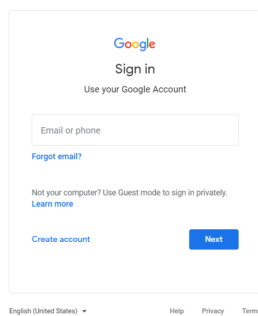 Google
Sign in
Use your Google Account
Email or phone
Forgot email?
Not your computer? Use Guest mode to sign in privately.
Learn more
Create account
Next
English (United States)
Help
Privacy
Term